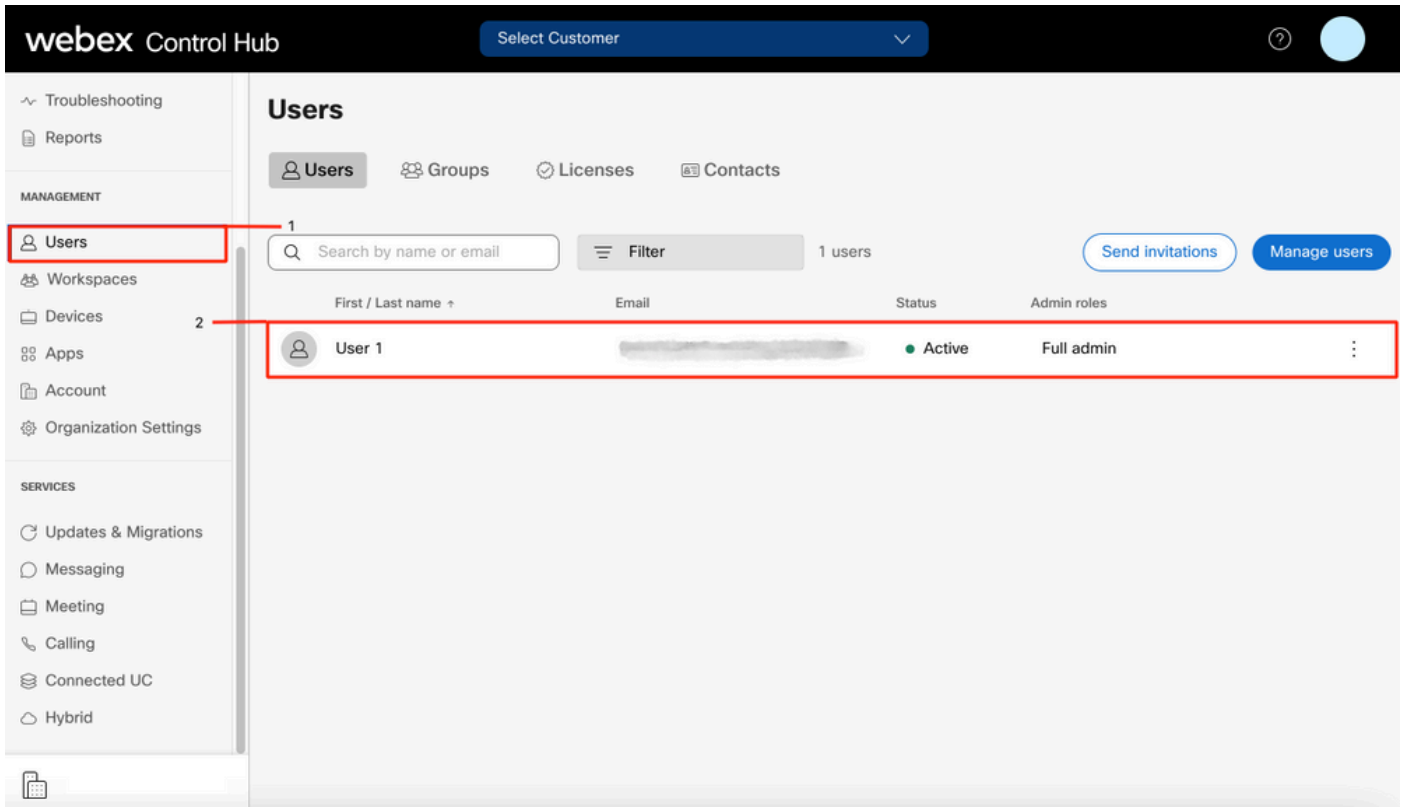 webex Control Hub
Select Customer
Troubleshooting
Reports
MANAGEMENT
Users
Workspaces
Devices
Apps
Account
Organization Settings
SERVICES
Updates & Migrations
Messaging
Meeting
Calling
Connected UC
Hybrid
Users
Users Groups Licenses Contacts
1
Search by name or email Filter 1 users Send invitations Manage users
First / Last name ↑ Email Status Admin roles
2
User 1 Active Full admin